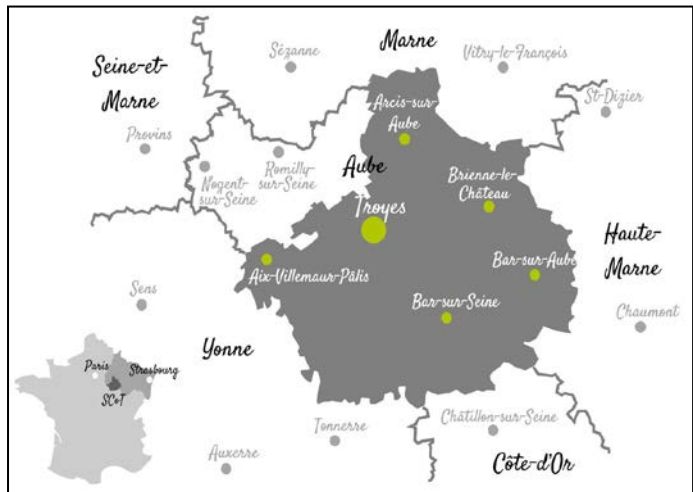 Sézanne
Marne
Vitry-le-François
Seine-et-
Marne
Arcis-sur-
Aube
St-Dizier
Provins
Romilly-
sur-Seine
Aube
Nogent-
sur-Seine
Brienne-le-
Château
Troyes
Haute-
Marne
Bar-sur-Aube
Aix-Villemaur-Pâlis
Sens
Bar-sur-Seine
Chaumont
Yonne
Paris
Strasbourg
SCoT
Châtillon-sur-Seine
Tonnerre
Auxerre
Côte-d'Or